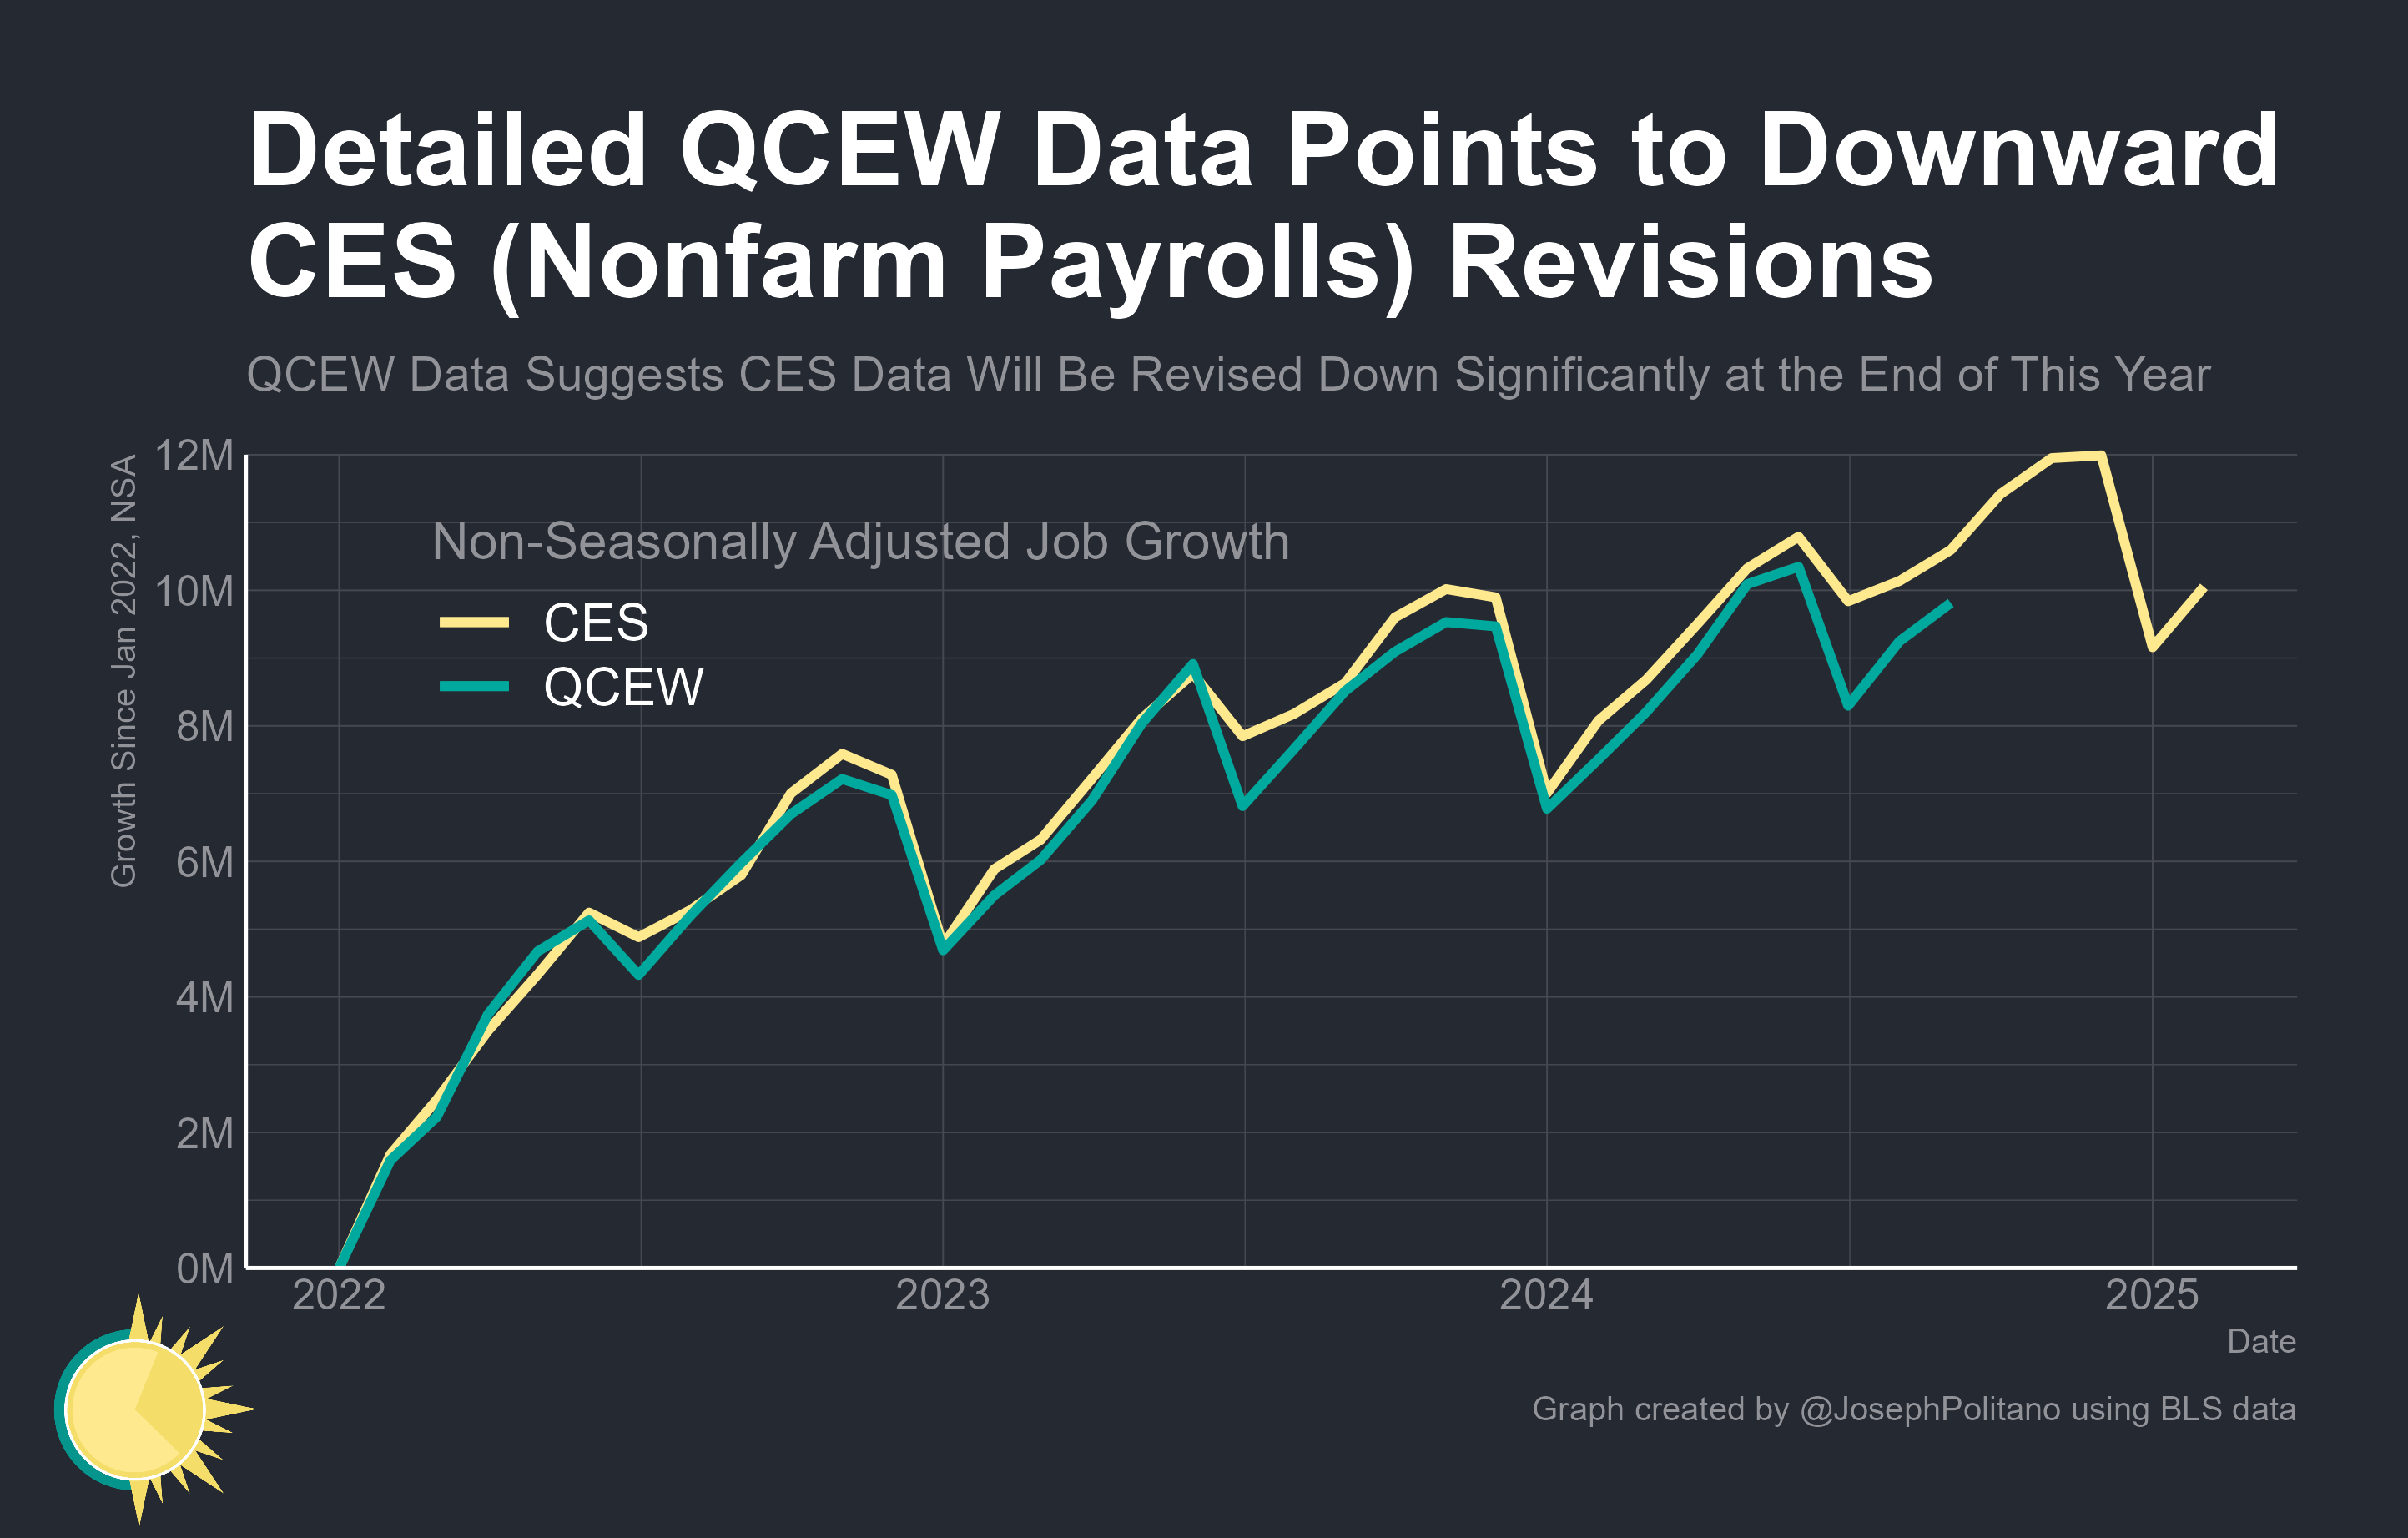 Detailed QCEW Data Points to Downward
CES (Nonfarm Payrolls) Revisions
QCEW Data Suggests CES Data Will Be Revised Down Significantly at the End of This Year
Growth Since Jan 2022, NSA
12M
10M
8M
6M
4M
2M
0M
Non-Seasonally Adjusted Job Growth
CES
QCEW
2022
2023
2024
2025
Date
Graph created by @JosephPolitano using BLS data